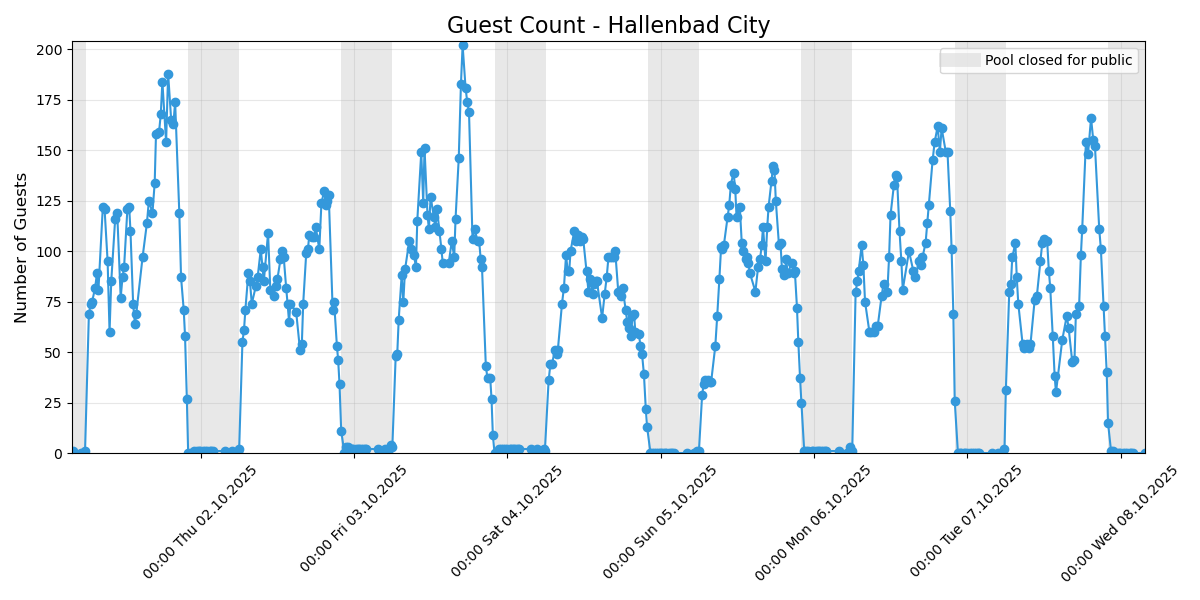 Guest Count - Hallenbad City
Pool closed for public
Number of Guests
200
175
150
125
100
75
50
25
0
00:00 Thu 02.10.2025
00:00 Fri 03.10.2025
00:00 Sat 04.10.2025
00:00 Sun 05.10.2025
00:00 Mon 06.10.2025
00:00 Tue 07.10.2025
00:00 Wed 08.10.2025